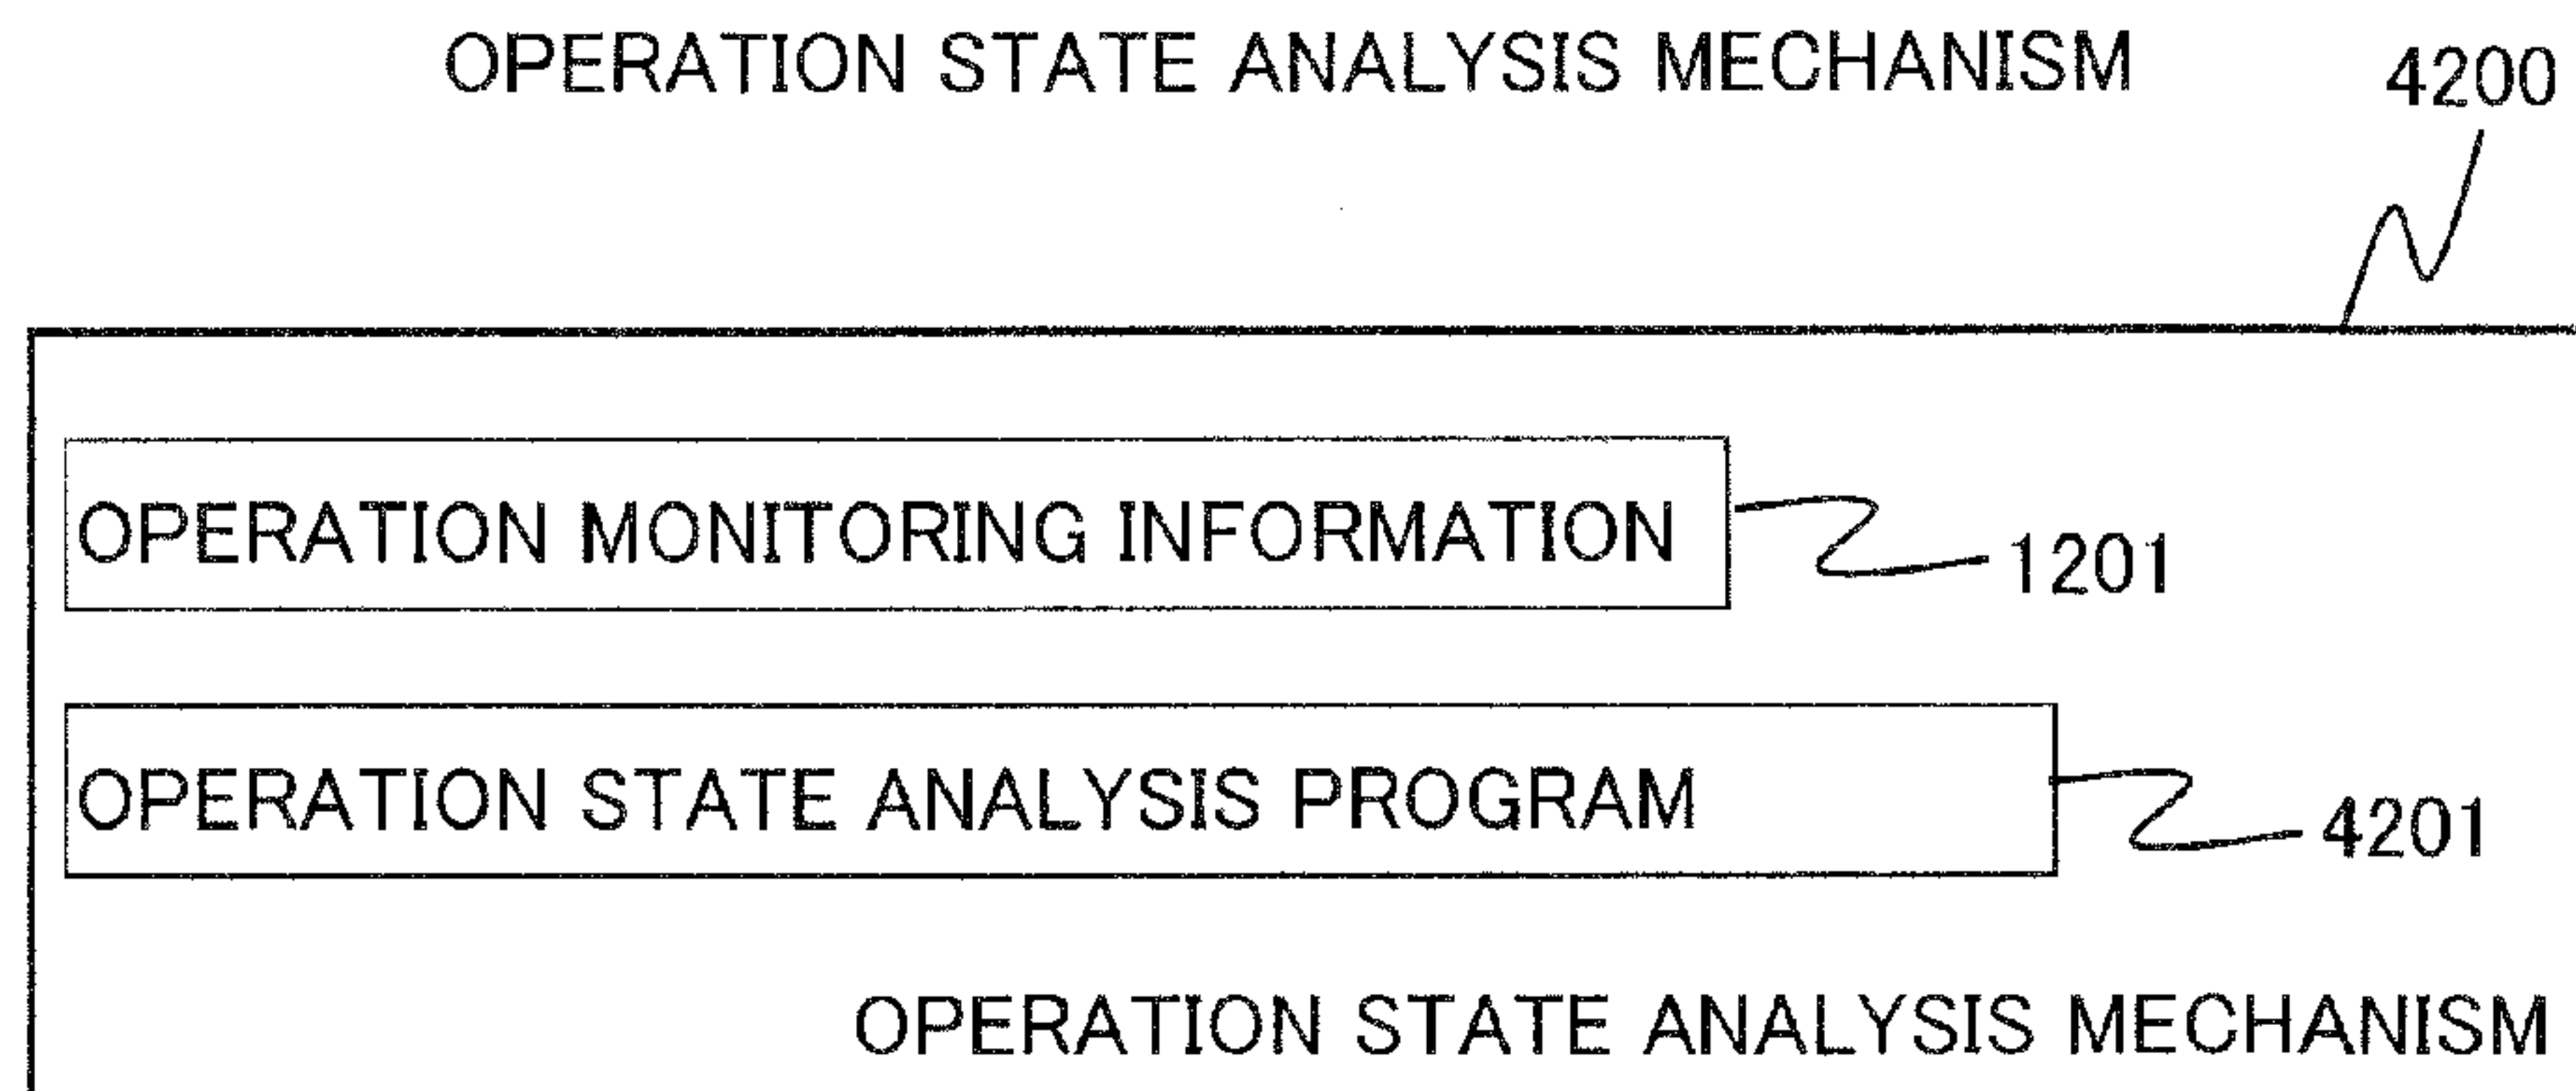 OPERATION STATE ANALYSIS MECHANISM
4200
OPERATION MONITORING INFORMATION
1201
OPERATION STATE ANALYSIS PROGRAM
4201
OPERATION STATE ANALYSIS MECHANISM